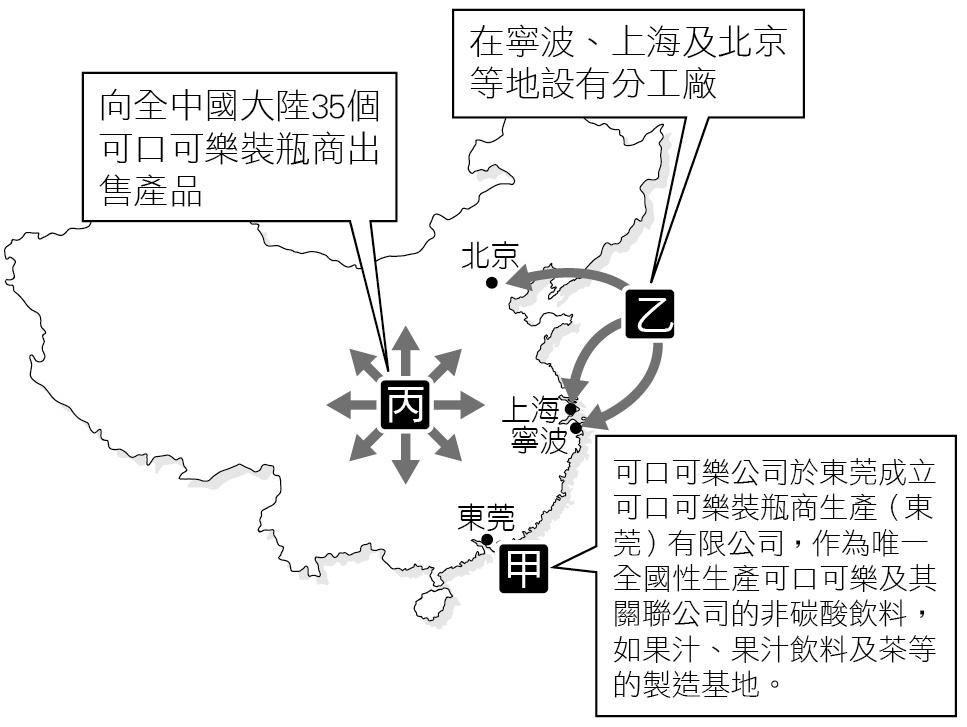 在寧波、上海及北京
等地設有分工廠
向全中國大陸35個
可口可樂裝瓶商出
售產品
北京
乙
丙
上海
寧波
東莞
甲
可口可樂公司於東莞成立
可口可樂裝瓶商生產（東
莞）有限公司，作為唯一
全國性生產可口可樂及其
關聯公司的非碳酸飲料，
如果汁、果汁飲料及茶等
的製造基地。